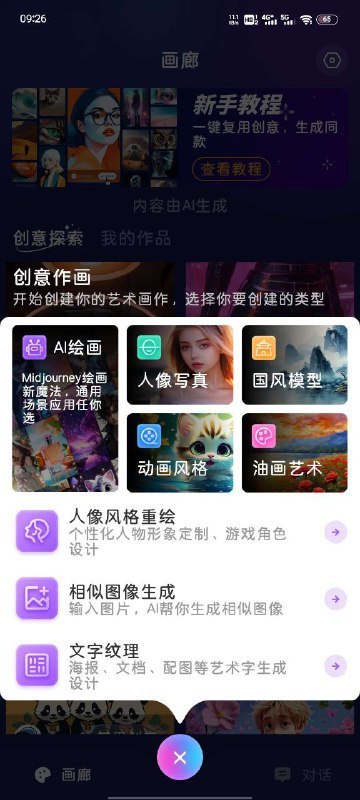 09:26
画廊
新手教程
一键复用创意，生成同
款
查看教程
内容由AI生成
创意探索 我的作品
创意作画
开始创建你的艺术画作，选择你要创建的类型
AI绘画
Midjourney绘画
新魔法，通用
场景应用任你
选
人像写真
国风模型
动画风格
油画艺术
人像风格重绘
个性化人物形象定制、游戏角色
设计
相似图像生成
输入图片，AI帮你生成相似图像
文字纹理
海报、文档、配图等艺术字生成
设计
画廊
对话